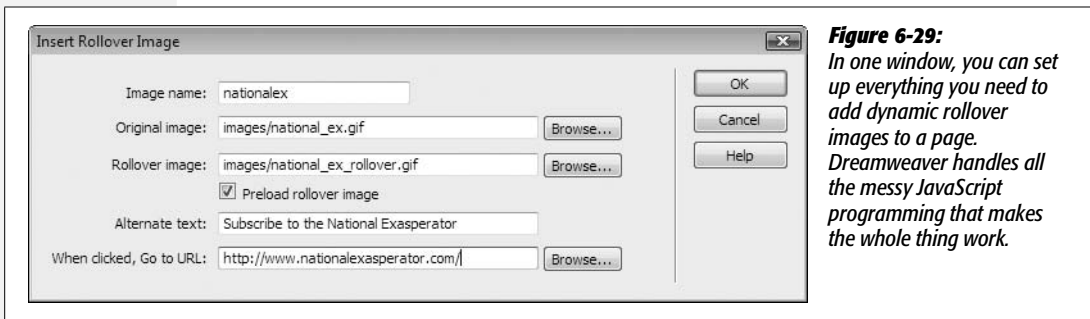 Insert Rollover Image
Image name: nationalex
Original image: images/national_ex.gif Browse...
Rollover image: images/national_ex_rollover.gif Browse...
Preload rollover image
Alternate text: Subscribe to the National Exasperator
When clicked, Go to URL: http://www.nationalexasperator.com/ Browse...
OK
Cancel
Help
Figure 6-29:
In one window, you can set
up everything you need to
add dynamic rollover
images to a page.
Dreamweaver handles all
the messy JavaScript
programming that makes
the whole thing work.